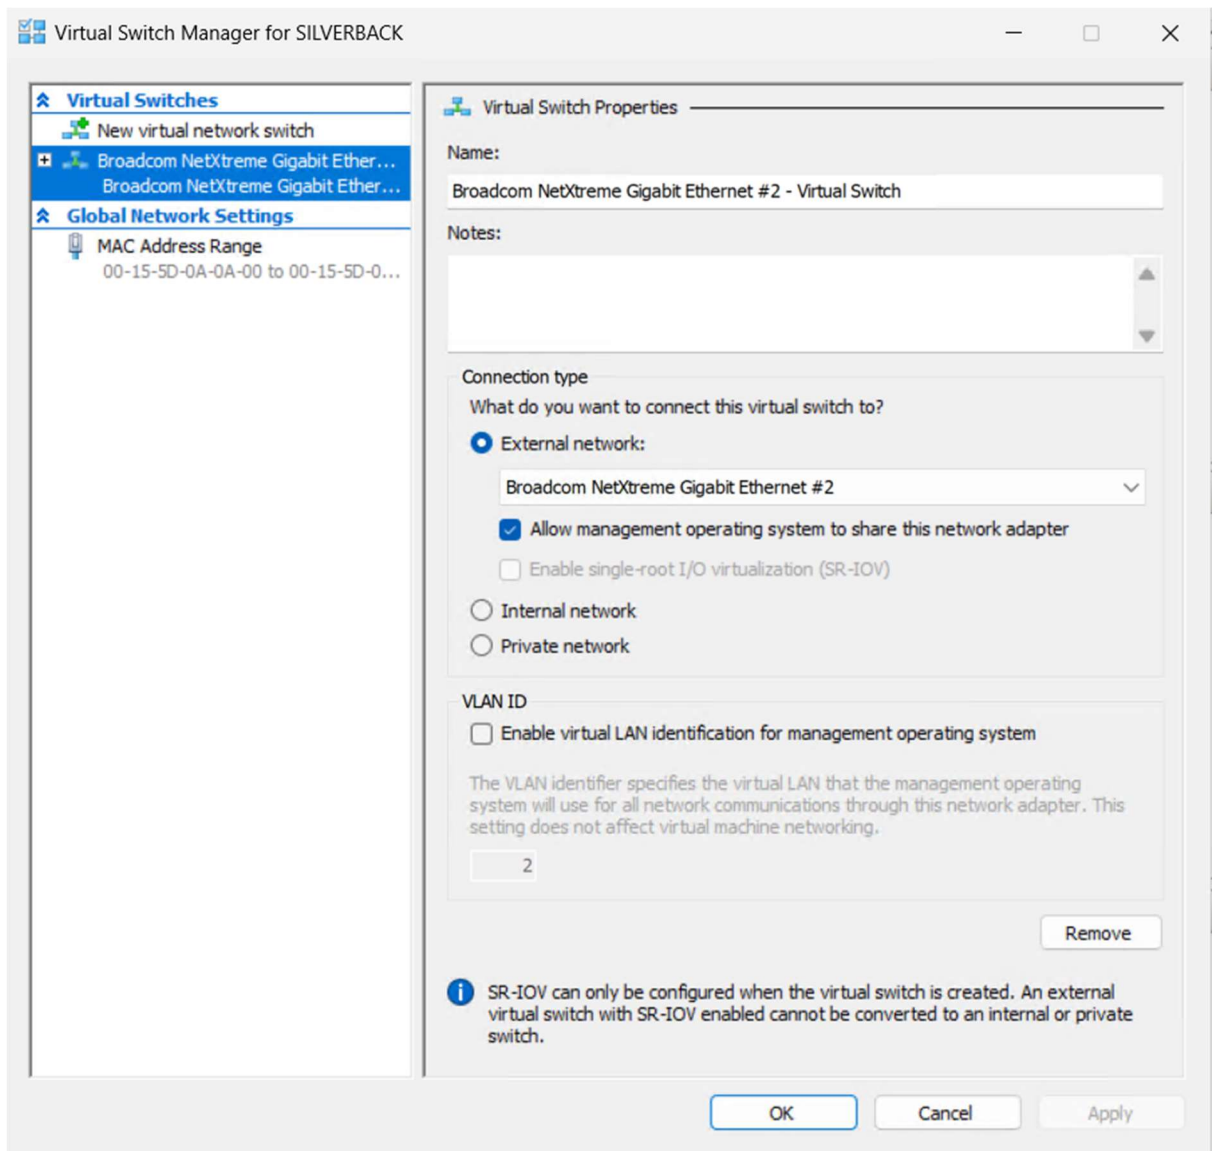 Virtual Switch Manager for SILVERBACK
Virtual Switches
New virtual network switch
Broadcom NetXtreme Gigabit Ether...
Broadcom NetXtreme Gigabit Ether...
Global Network Settings
MAC Address Range
00-15-5D-0A-0A-00 to 00-15-5D-0...
Virtual Switch Properties
Name:
Broadcom NetXtreme Gigabit Ethernet #2 - Virtual Switch
Notes:
Connection type
What do you want to connect this virtual switch to?
External network:
Broadcom NetXtreme Gigabit Ethernet #2
Allow management operating system to share this network adapter
Enable single-root I/O virtualization (SR-IOV)
Internal network
Private network
VLAN ID
Enable virtual LAN identification for management operating system
The VLAN identifier specifies the virtual LAN that the management operating
system will use for all network communications through this network adapter. This
setting does not affect virtual machine networking.
2
Remove
SR-IOV can only be configured when the virtual switch is created. An external
virtual switch with SR-IOV enabled cannot be converted to an internal or private
switch.
OK
Cancel
Apply